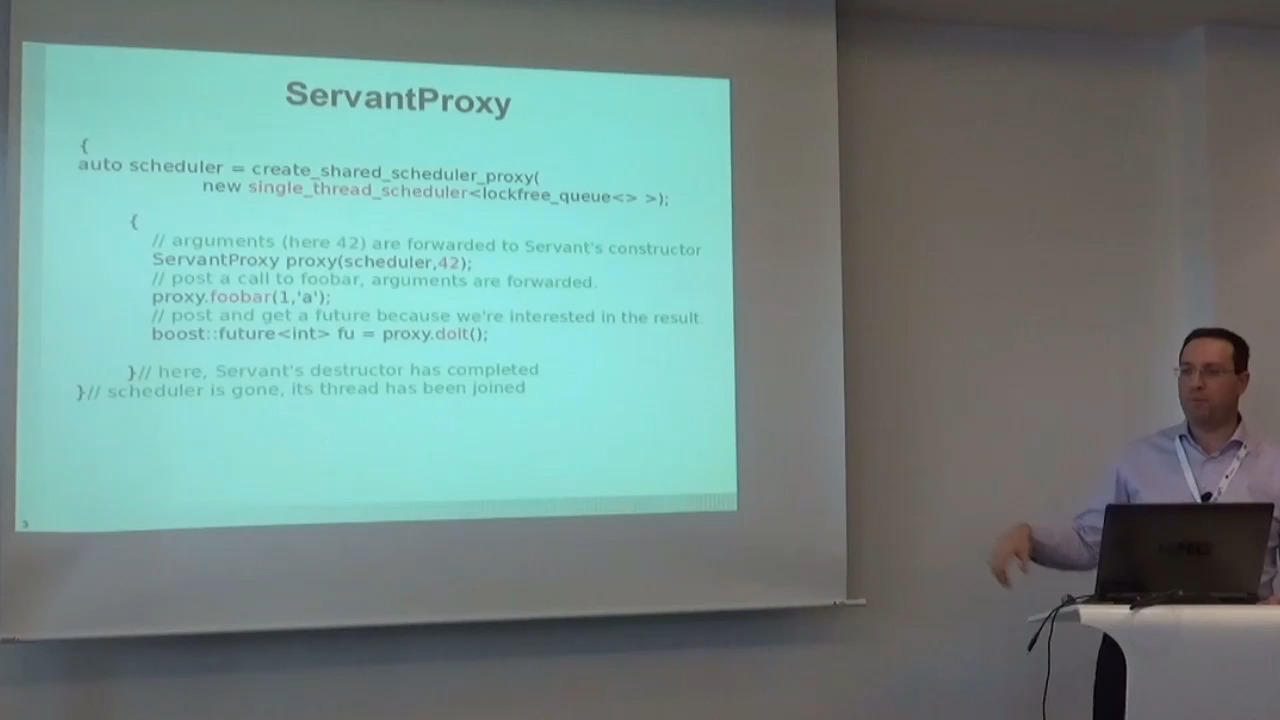 ServantProxy
{
auto scheduler = create_shared_scheduler_proxy(
new single_thread_scheduler<lockfree_queue<> >);
{
// arguments (here 42) are forwarded to Servant's constructor
ServantProxy proxy(scheduler,42);
// post a call to foobar, arguments are forwarded.
proxy.foobar(1,'a');
// post and get a future because we're interested in the result.
boost::future<int> fu = proxy.doIt();
}// here, Servant's destructor has completed
}// scheduler is gone, its thread has been joined
3